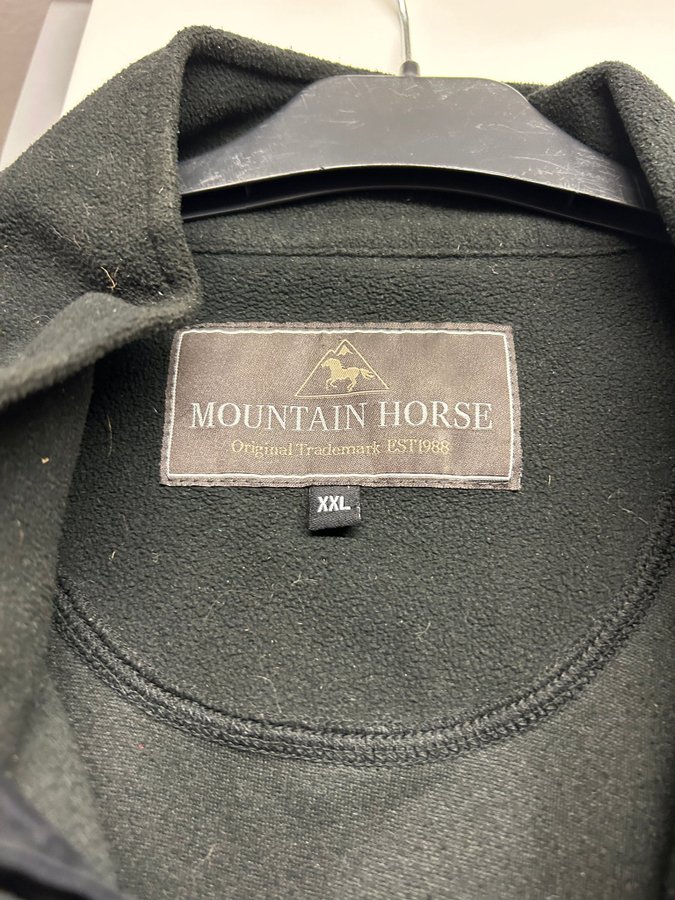 MOUNTAIN HORSE
Original Trademark EST1988
XXL